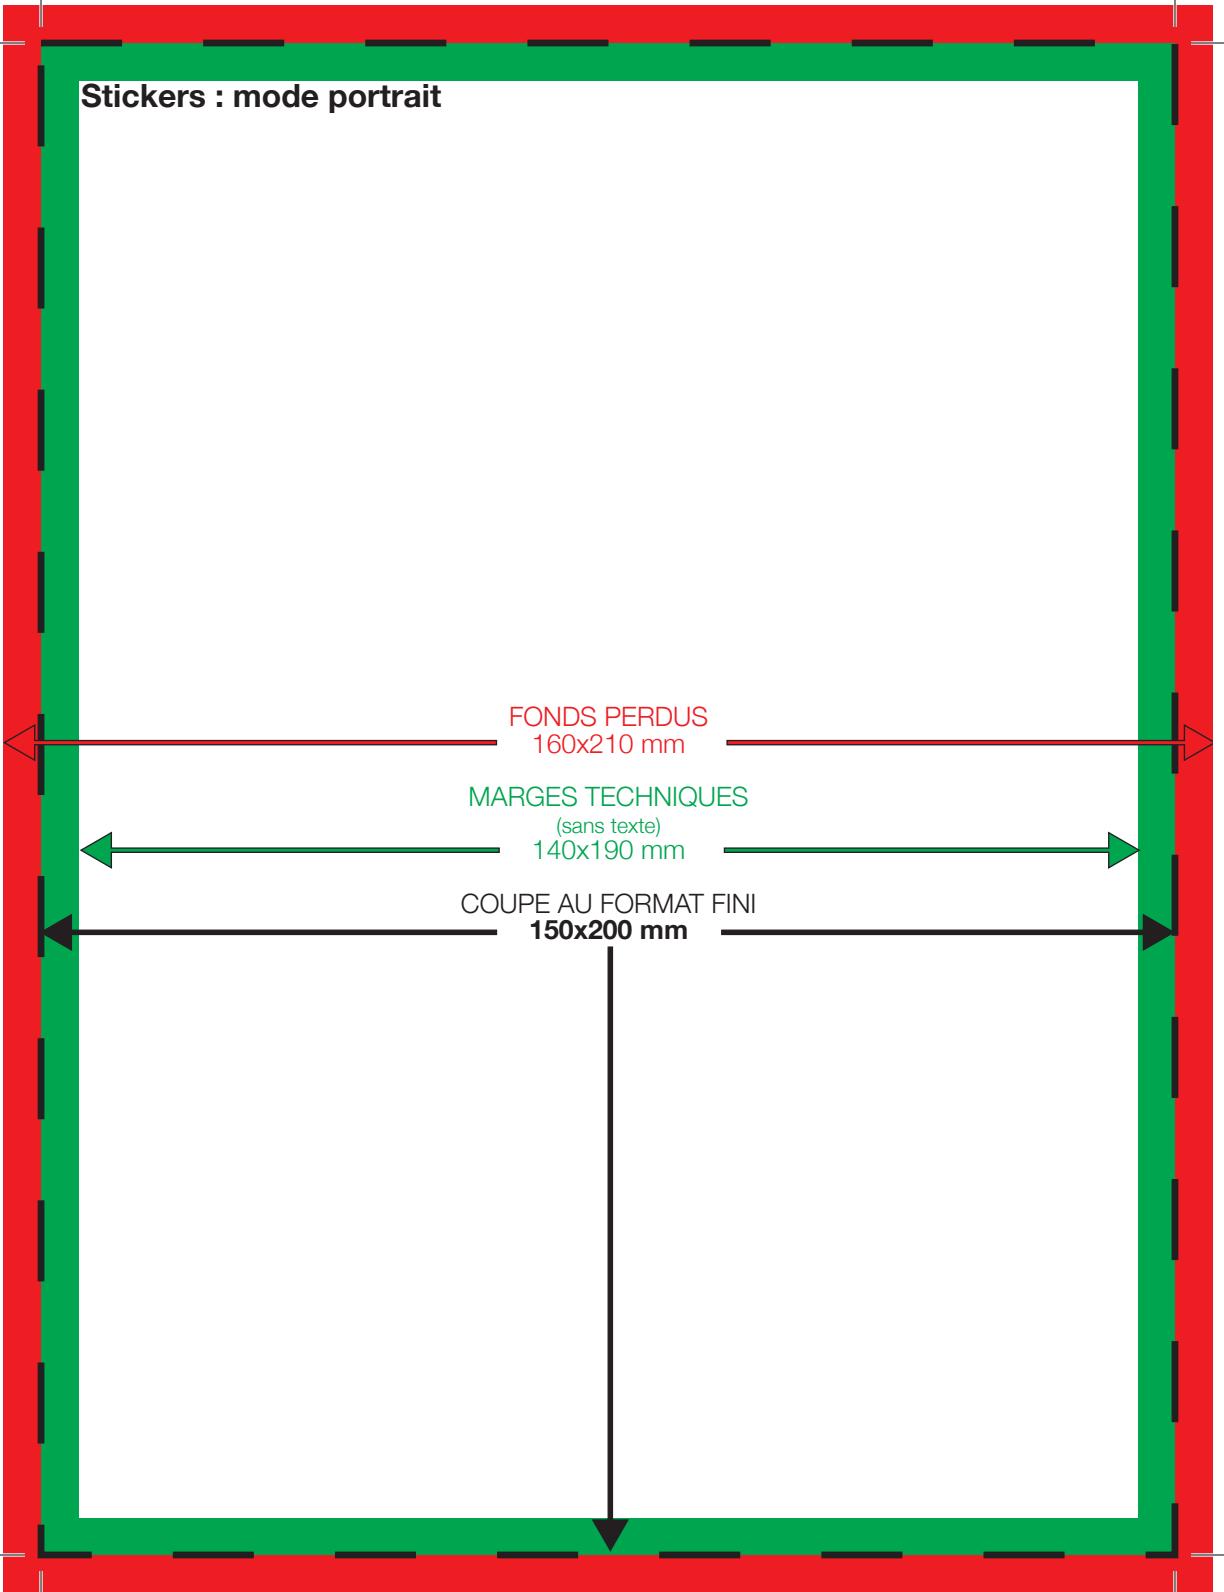 Stickers : mode portrait
FONDS PERDUS
160x210 mm
MARGES TECHNIQUES
(sans texte)
140x190 mm
COUPE AU FORMAT FINI
150x200 mm